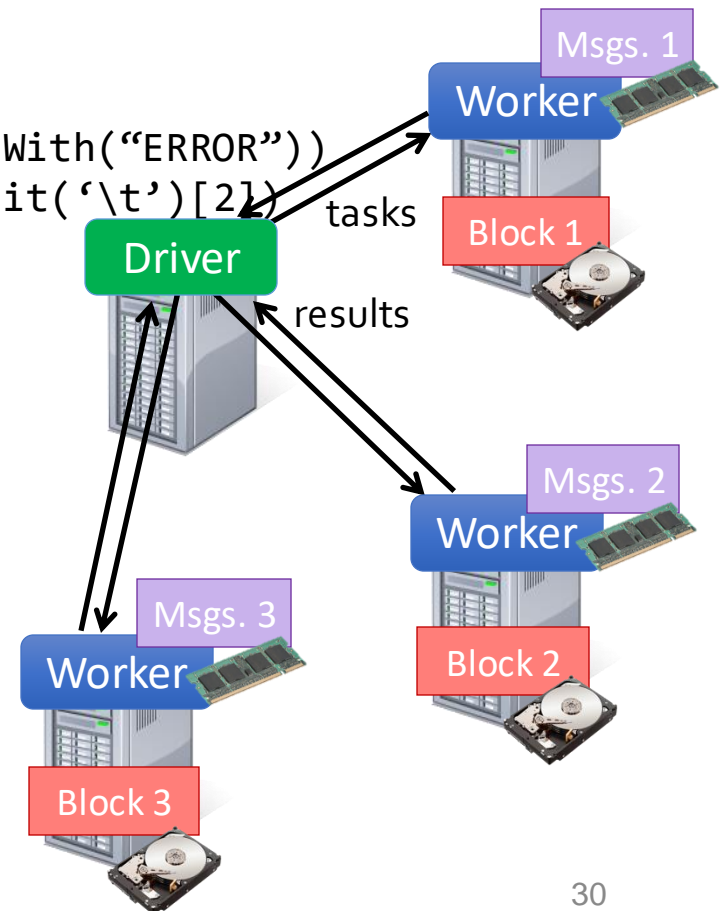 Msgs. 1
Worker
With(“ERROR”))
it(‘\t’)[2])
tasks
Block 1
Driver
results
Msgs. 2
Worker
Block 2
Msgs. 3
Worker
Block 3
30